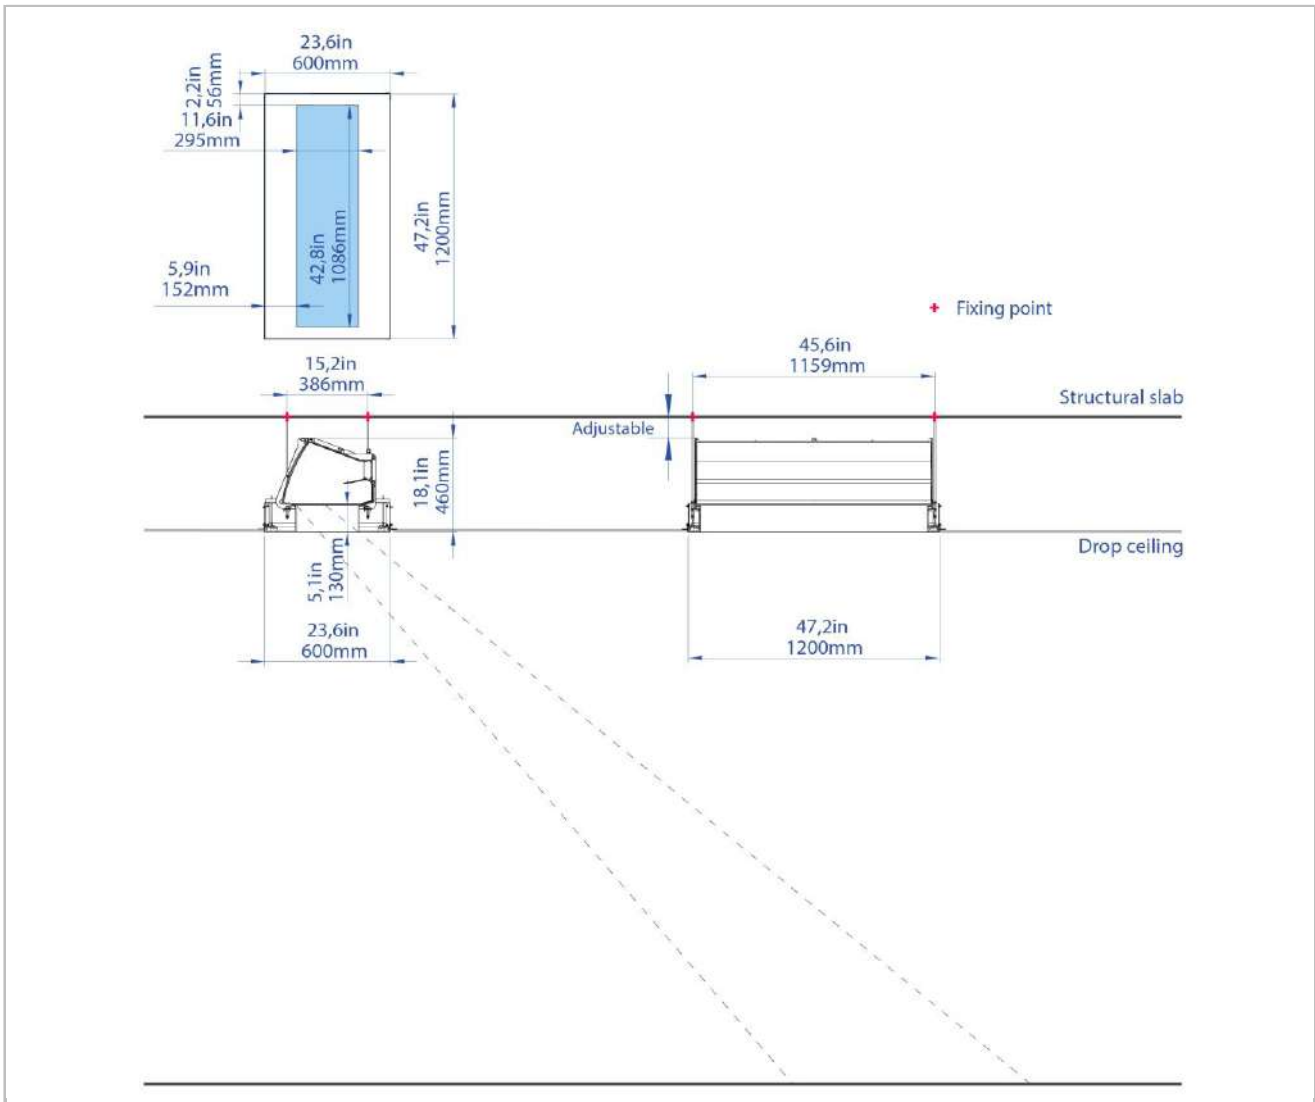 23,6in
600mm
2,2in
56mm
11,6in
295mm
42,8in
1086mm
47,2in
1200mm
5,9in
152mm
Fixing point
15,2in
386mm
45,6in
1159mm
Structural slab
Adjustable
18,1in
460mm
Drop ceiling
5,1in
130mm
23,6in
600mm
47,2in
1200mm